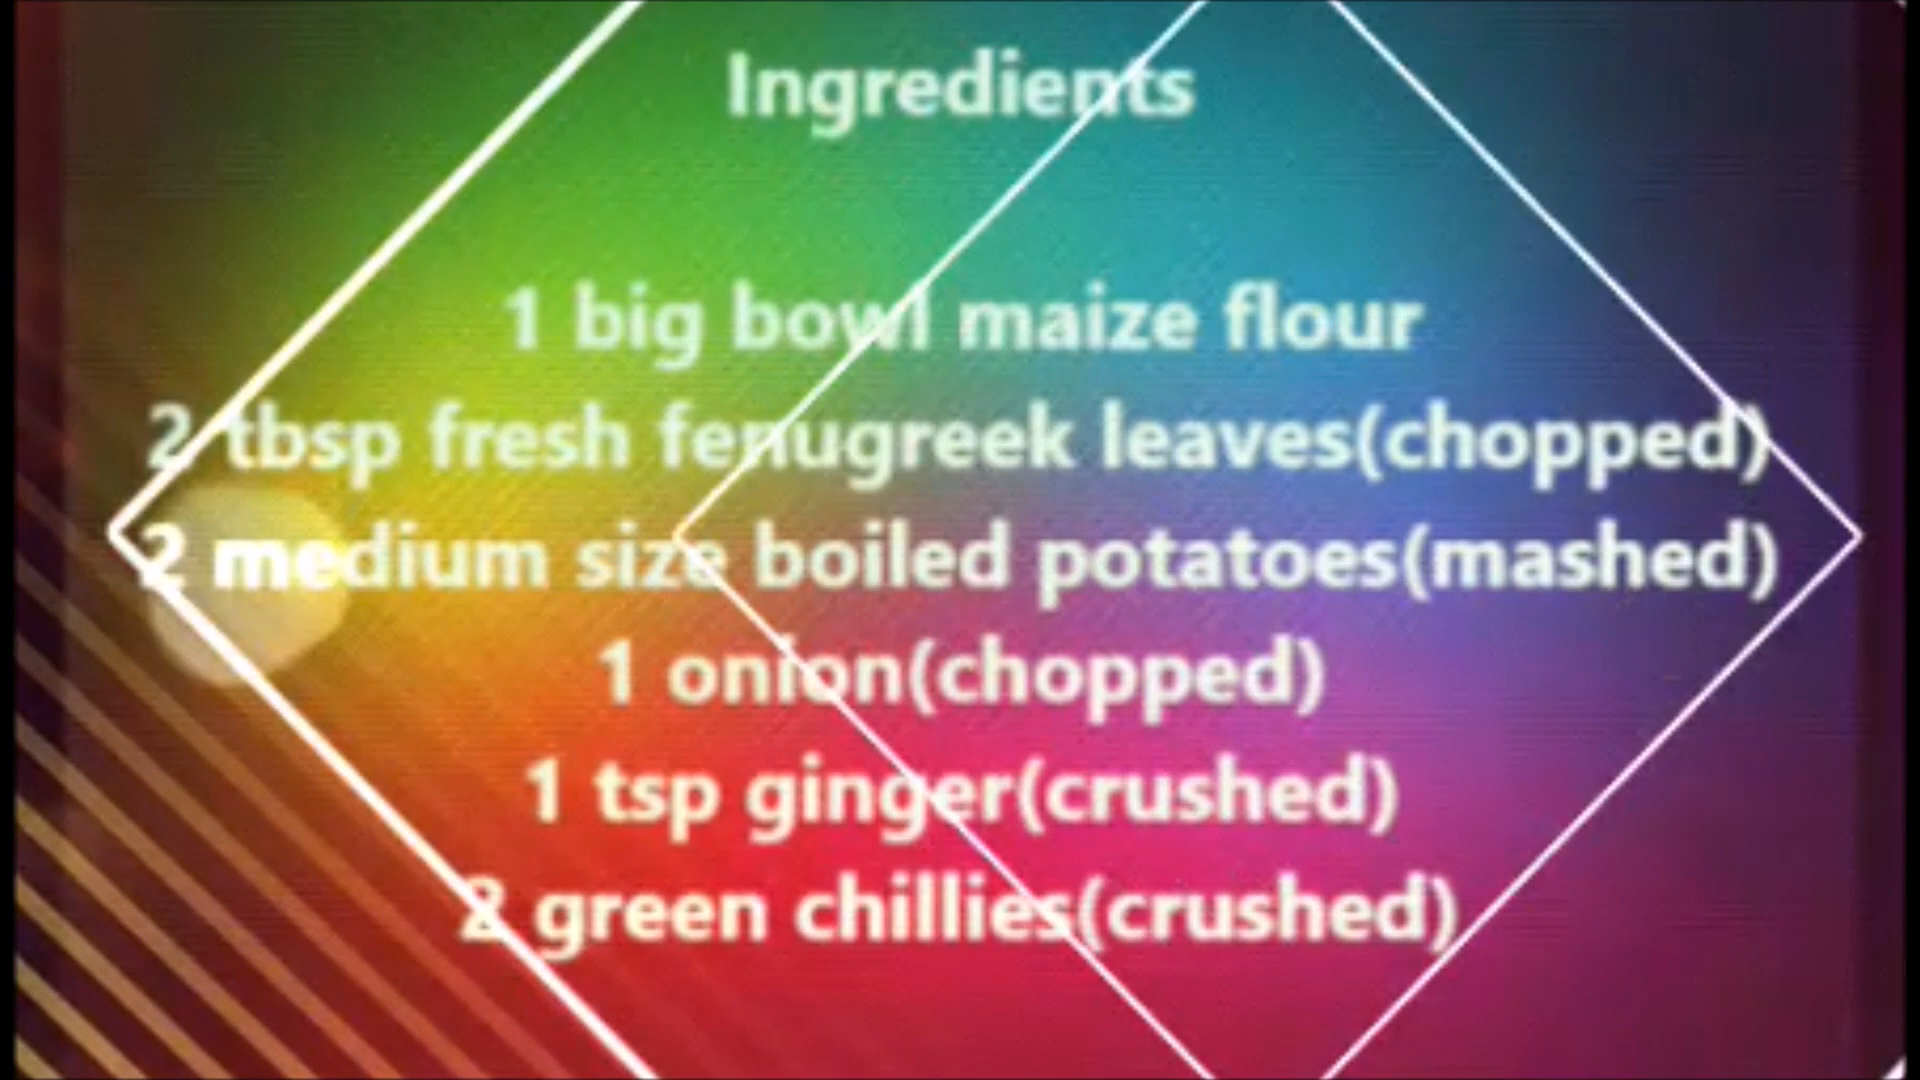 Ingredients
1 big bowl maize flour
2 tbsp fresh fenugreek leaves(chopped)
2 medium size boiled potatoes(mashed)
1 onion(chopped)
1 tsp ginger(crushed)
2 green chillies(crushed)